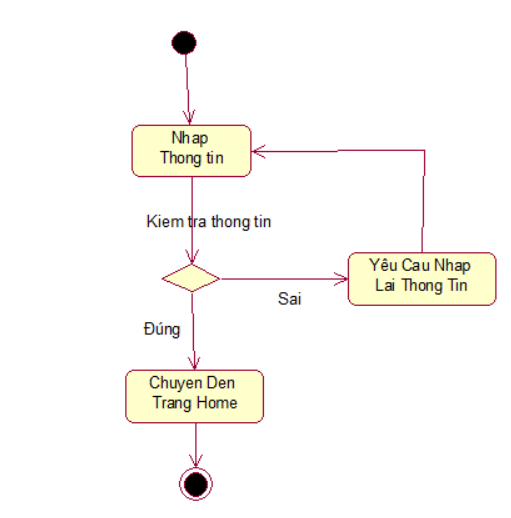 Nhap
Thong tin
Kiem tra thong tin
Yêu Cau Nhap
Lai Thong Tin
Sai
Đúng
Chuyen Den
Trang Home